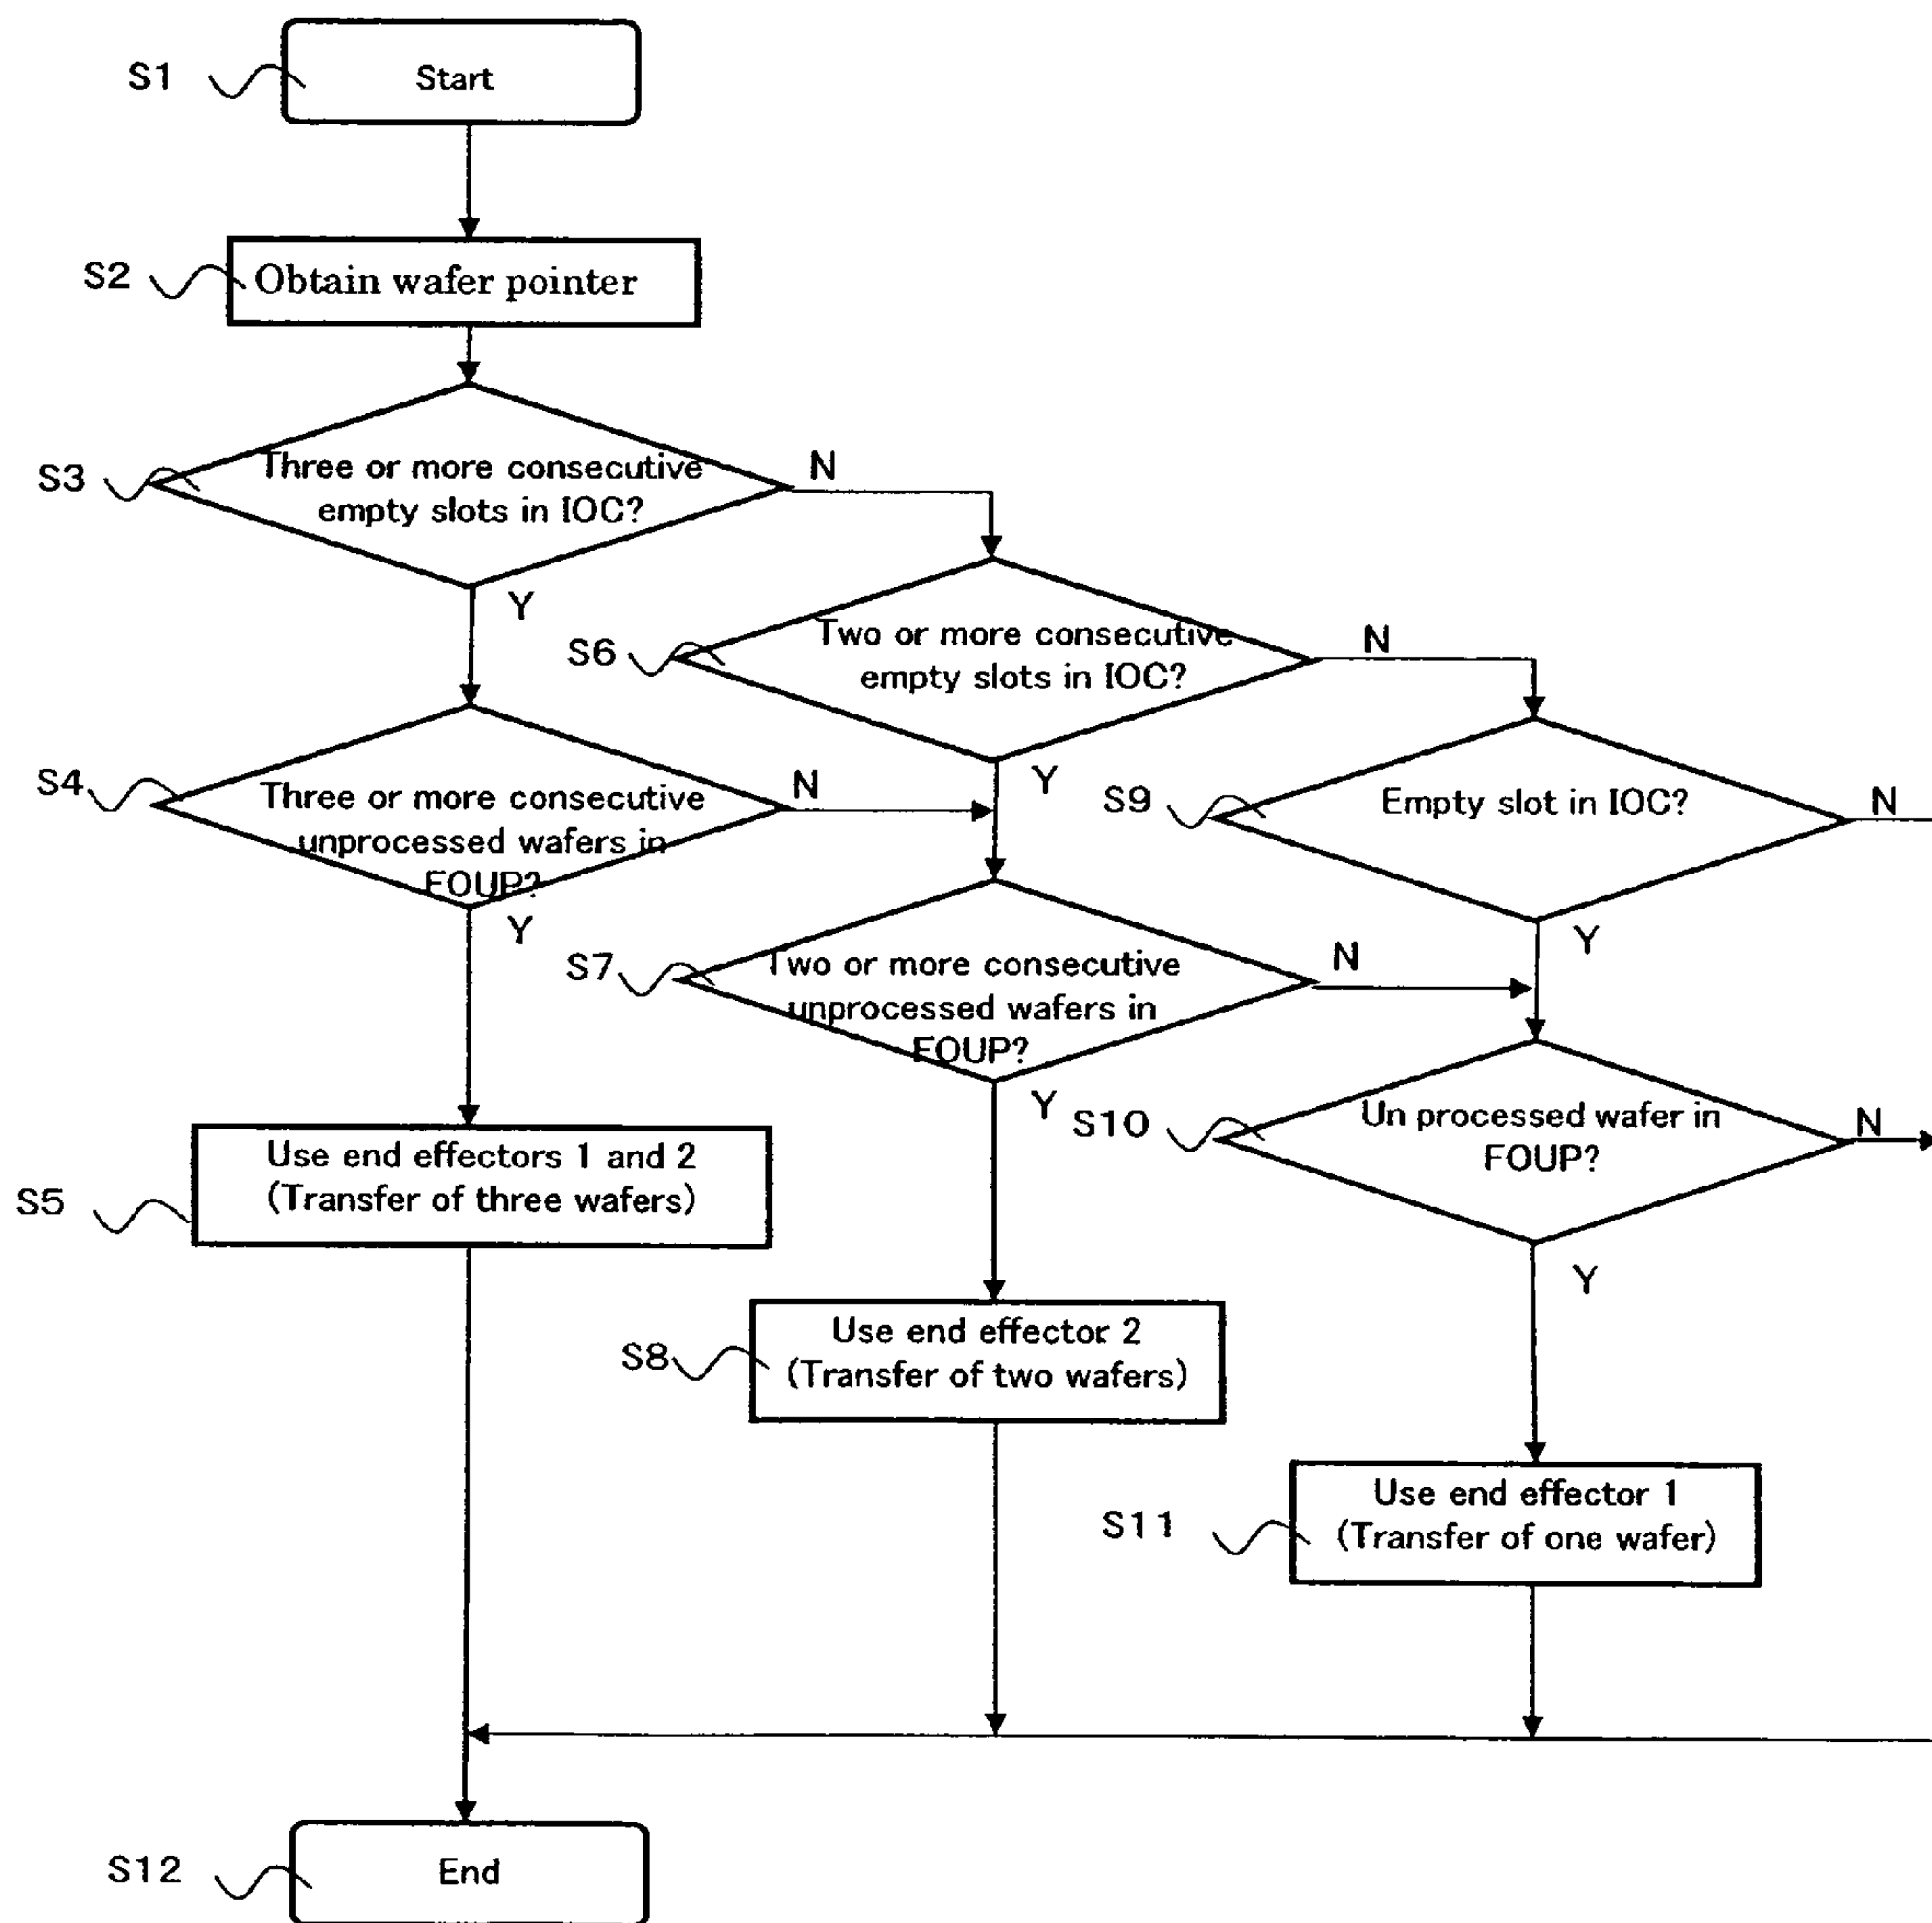 S1
Start
S2
Obtain wafer pointer
S3
Three or more consecutive
empty slots in IOC?
N
Y
S6
Two or more consecutive
empty slots in IOC?
N
Y
S4
Three or more consecutive
unprocessed wafers in
FOUP?
N
Y
S9
Empty slot in IOC?
N
Y
S7
Two or more consecutive
unprocessed wafers in
FOUP?
N
Y
S10
Un processed wafer in
FOUP?
N
Y
S5
Use end effectors 1 and 2
(Transfer of three wafers)
S8
Use end effector 2
(Transfer of two wafers)
S11
Use end effector 1
(Transfer of one wafer)
S12
End